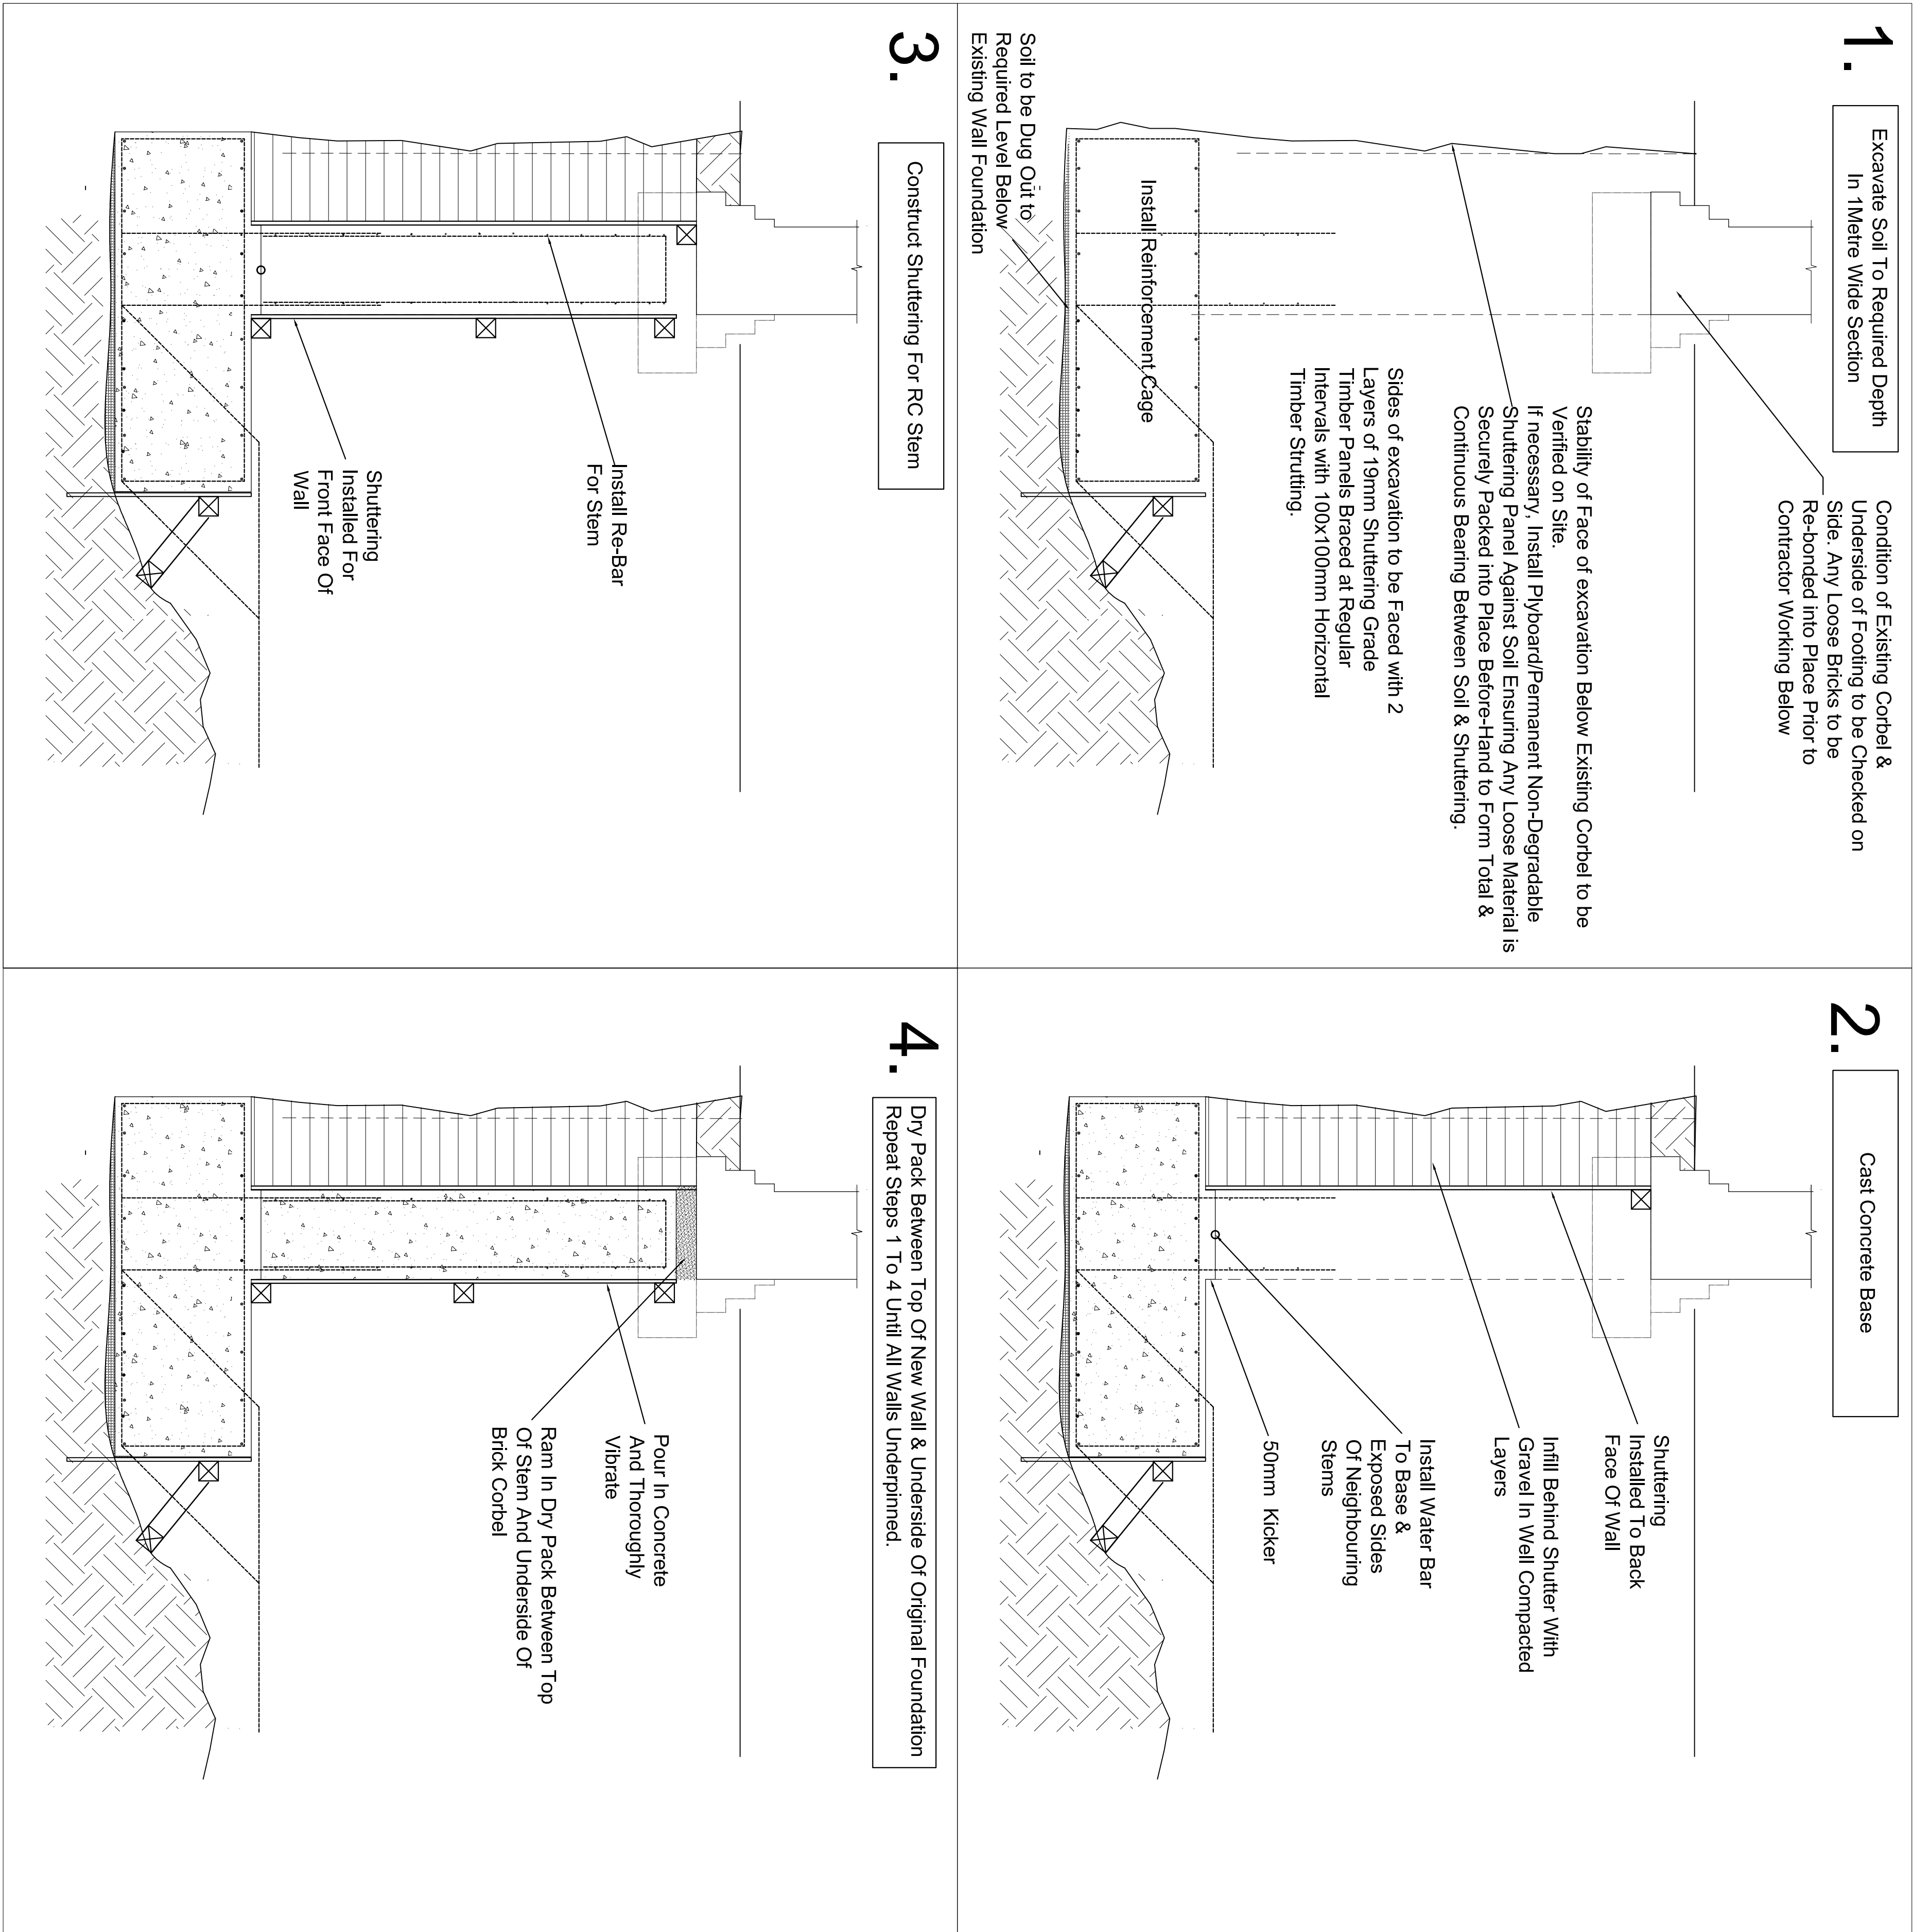 1.
Excavate Soil To Required Depth
In 1Metre Wide Section
Condition of Existing Corbel &
Underside of Footing to be Checked on
Side. Any Loose Bricks to be
Re-bonded into Place Prior to
Contractor Working Below
Stability of Face of excavation Below Existing Corbel to be
Verified on Site.
If necessary, Install Plyboard/Permanent Non-Degradable
Shuttering Panel Against Soil Ensuring Any Loose Material is
Securely Packed into Place Before-Hand to Form Total &
Continuous Bearing Between Soil & Shuttering.
Sides of excavation to be Faced with 2
Layers of 19mm Shuttering Grade
Timber Panels Braced at Regular
Intervals with 100x100mm Horizontal
Timber Strutting.
Install Reinforcement Cage
Soil to be Dug Out to
Required Level Below
Existing Wall Foundation
2.
Cast Concrete Base
Shuttering
Installed To Back
Face Of Wall
Infill Behind Shutter With
Gravel In Well Compacted
Layers
Install Water Bar
To Base &
Exposed Sides
Of Neighbouring
Stems
50mm Kicker
3.
Construct Shuttering For RC Stem
Install Re-Bar
For Stem
Shuttering
Installed For
Front Face Of
Wall
4.
Dry Pack Between Top Of New Wall & Underside Of Original Foundation
Repeat Steps 1 To 4 Until All Walls Underpinned.
Pour In Concrete
And Thoroughly
Vibrate
Ram In Dry Pack Between Top
Of Stem And Underside Of
Brick Corbel